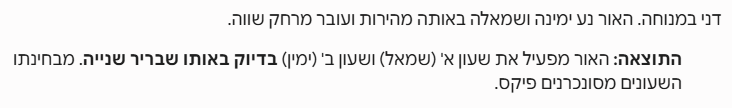 דני במנוחה. האור נע ימינה ושמאלה באותה מהירות ועובר מרחק שווה.
התוצאה: האור מפעיל את שעון א' (שמאל) ושעון ב' (ימין) בדיוק באותו שבריר שנייה. מבחינתו
השעונים מסונכרנים פיקס.